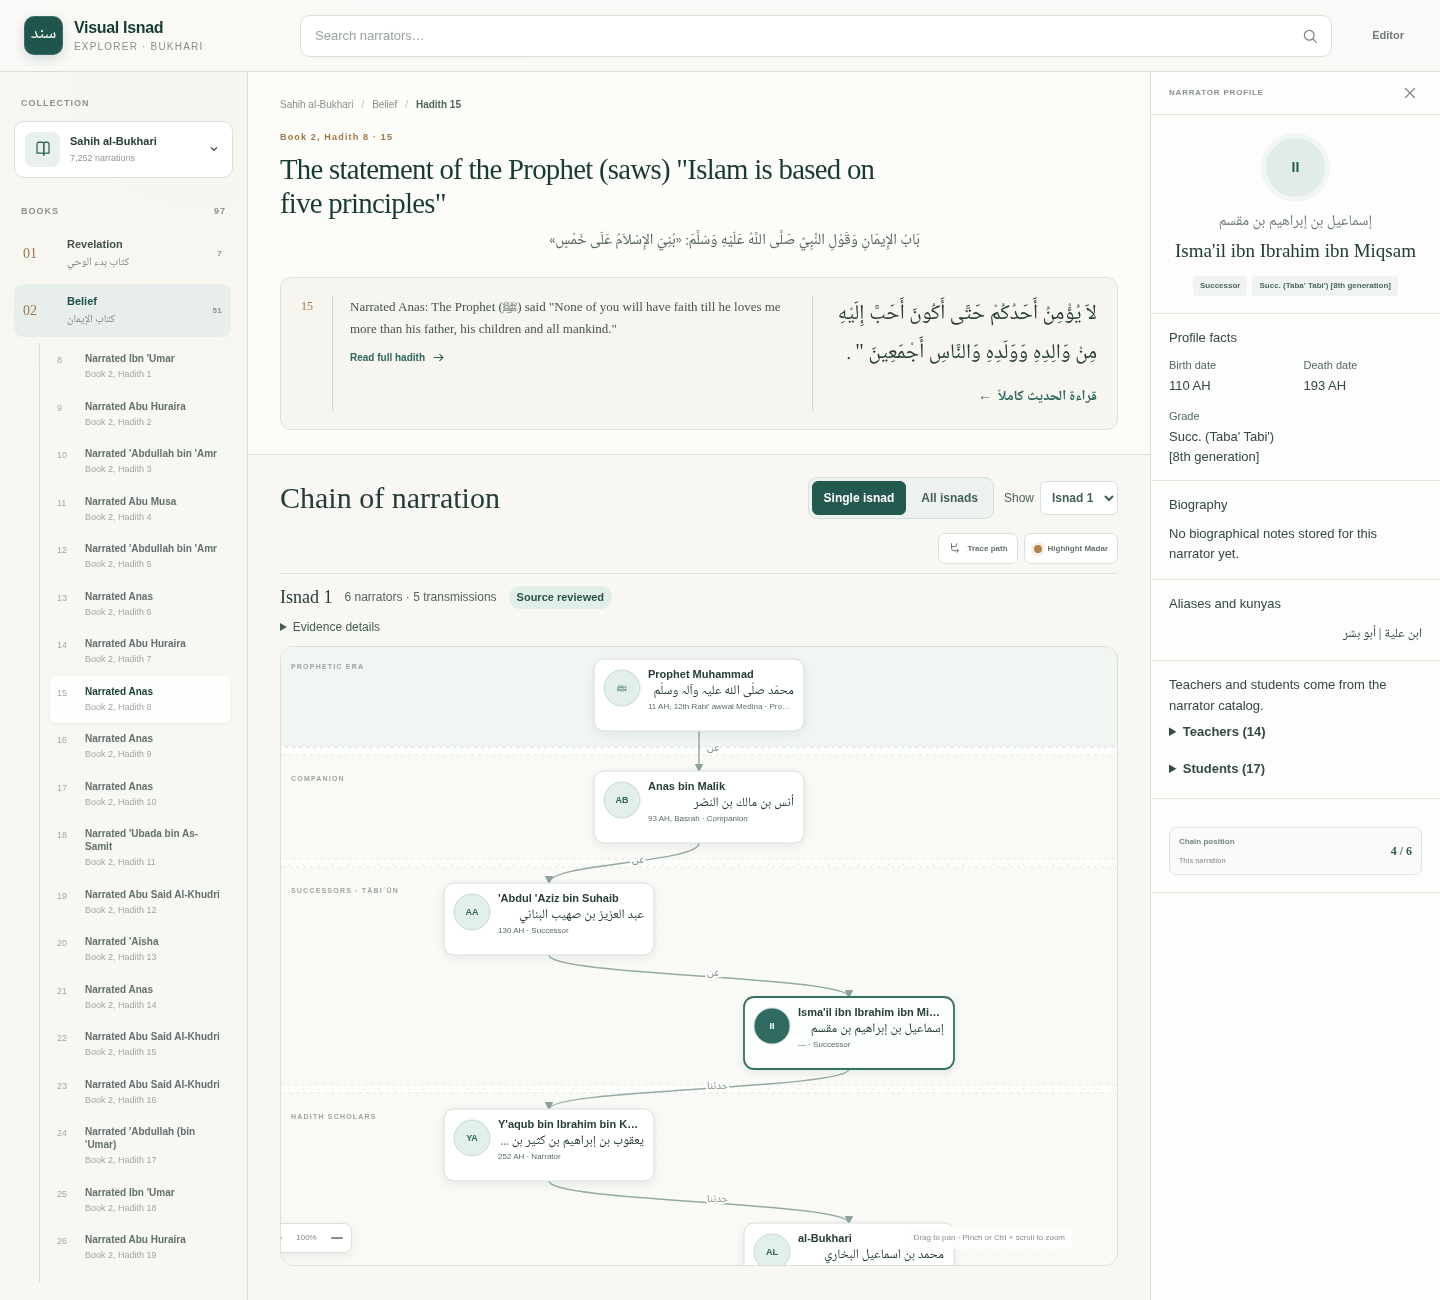 سند
Visual Isnad
EXPLORER · BUKHARI
Search narrators…
Editor
COLLECTION
Sahih al-Bukhari
7,252 narrations
BOOKS 97
01 Revelation 7
كتاب بدء الوحي
02 Belief 51
كتاب الإيمان
8 Narrated Ibn 'Umar
Book 2, Hadith 1
9 Narrated Abu Huraira
Book 2, Hadith 2
10 Narrated 'Abdullah bin 'Amr
Book 2, Hadith 3
11 Narrated Abu Musa
Book 2, Hadith 4
12 Narrated 'Abdullah bin 'Amr
Book 2, Hadith 5
13 Narrated Anas
Book 2, Hadith 6
14 Narrated Abu Huraira
Book 2, Hadith 7
15 Narrated Anas
Book 2, Hadith 8
16 Narrated Anas
Book 2, Hadith 9
17 Narrated Anas
Book 2, Hadith 10
18 Narrated 'Ubada bin As-
Samit
Book 2, Hadith 11
19 Narrated Abu Said Al-Khudri
Book 2, Hadith 12
20 Narrated 'Aisha
Book 2, Hadith 13
21 Narrated Anas
Book 2, Hadith 14
22 Narrated Abu Said Al-Khudri
Book 2, Hadith 15
23 Narrated Abu Said Al-Khudri
Book 2, Hadith 16
24 Narrated 'Abdullah (bin
'Umar)
Book 2, Hadith 17
25 Narrated Ibn 'Umar
Book 2, Hadith 18
26 Narrated Abu Huraira
Book 2, Hadith 19
Sahih al-Bukhari / Belief / Hadith 15
Book 2, Hadith 8 · 15
The statement of the Prophet (saws) "Islam is based on
five principles"
بَابُ الإِيمَانِ وَقَوْلِ النَّبِيِّ صَلَّى اللَّهُ عَلَيْهِ وَسَلَّمَ: «بُنِيَ الإِسْلاَمُ عَلَى خَمْسٍ»
15
Narrated Anas: The Prophet (ﷺ) said "None of you will have faith till he loves me
more than his father, his children and all mankind."
Read full hadith →
لاَ يُؤْمِنُ أَحَدُكُمْ حَتَّى أَكُونَ أَحَبَّ إِلَيْهِ
مِنْ وَالِدِهِ وَوَلَدِهِ وَالنَّاسِ أَجْمَعِينَ " .
قراءة الحديث كاملاً ←
Chain of narration
Single isnad All isnads Show Isnad 1
Trace path Highlight Madar
Isnad 1 6 narrators · 5 transmissions Source reviewed
Evidence details
PROPHETIC ERA
ﷺ
Prophet Muhammad
محمّد صلّى الله عليہ وآلہ وسلّم
11 AH, 12th Rabi' awwal Medina · Pro…
عن
COMPANION
AB
Anas bin Malik
أنس بن مالك بن النضر
93 AH, Basrah · Companion
عن
SUCCESSORS · TĀBIʿŪN
AA
'Abdul 'Aziz bin Suhaib
عبد العزيز بن صهيب البناني
130 AH · Successor
عن
II
Isma'il ibn Ibrahim ibn Mi…
إسماعيل بن إبراهيم بن مقسم
— · Successor
حدثنا
HADITH SCHOLARS
YA
Y'aqub bin Ibrahim bin K…
يعقوب بن إبراهيم بن كثير بن …
252 AH · Narrator
حدثنا
AL
al-Bukhari
محمد بن اسماعيل البخاري
100%
Drag to pan · Pinch or Ctrl + scroll to zoom
NARRATOR PROFILE
II
إسماعيل بن إبراهيم بن مقسم
Isma'il ibn Ibrahim ibn Miqsam
Successor Succ. (Taba' Tabi') [8th generation]
Profile facts
Birth date Death date
110 AH 193 AH
Grade
Succ. (Taba' Tabi')
[8th generation]
Biography
No biographical notes stored for this
narrator yet.
Aliases and kunyas
ابن علية | أبو بشر
Teachers and students come from the
narrator catalog.
Teachers (14)
Students (17)
Chain position
This narration
4 / 6